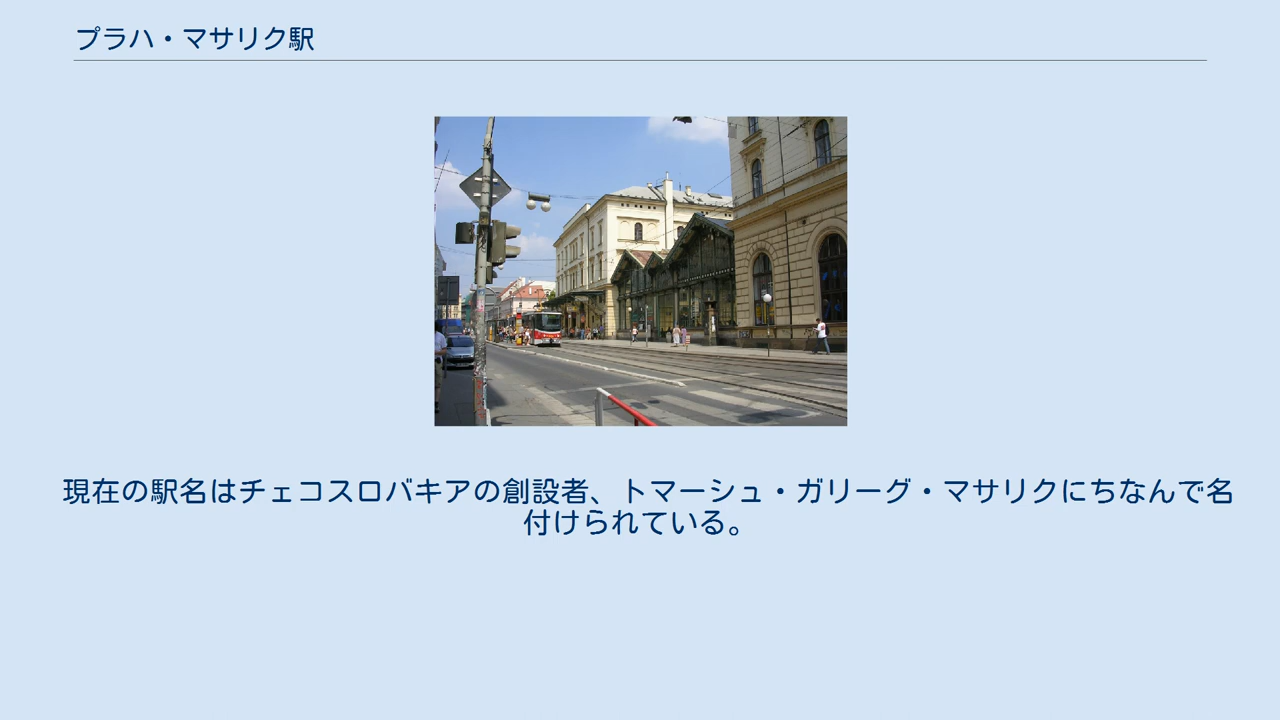 プラハ・マサリク駅
現在の駅名はチェコスロバキアの創設者、トマーシュ・ガリーグ・マサリクにちなんで名
付けられている。